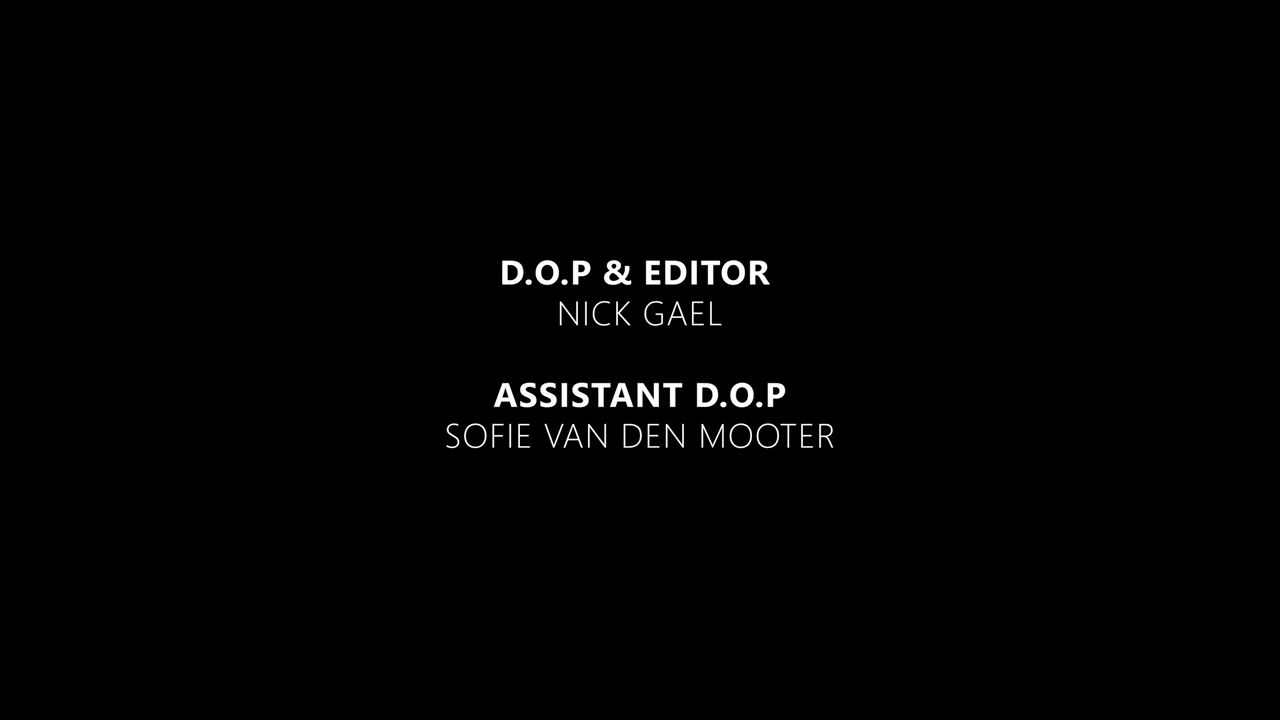 D.O.P & EDITOR
NICK GAEL
ASSISTANT D.O.P
SOFIE VAN DEN MOOTER